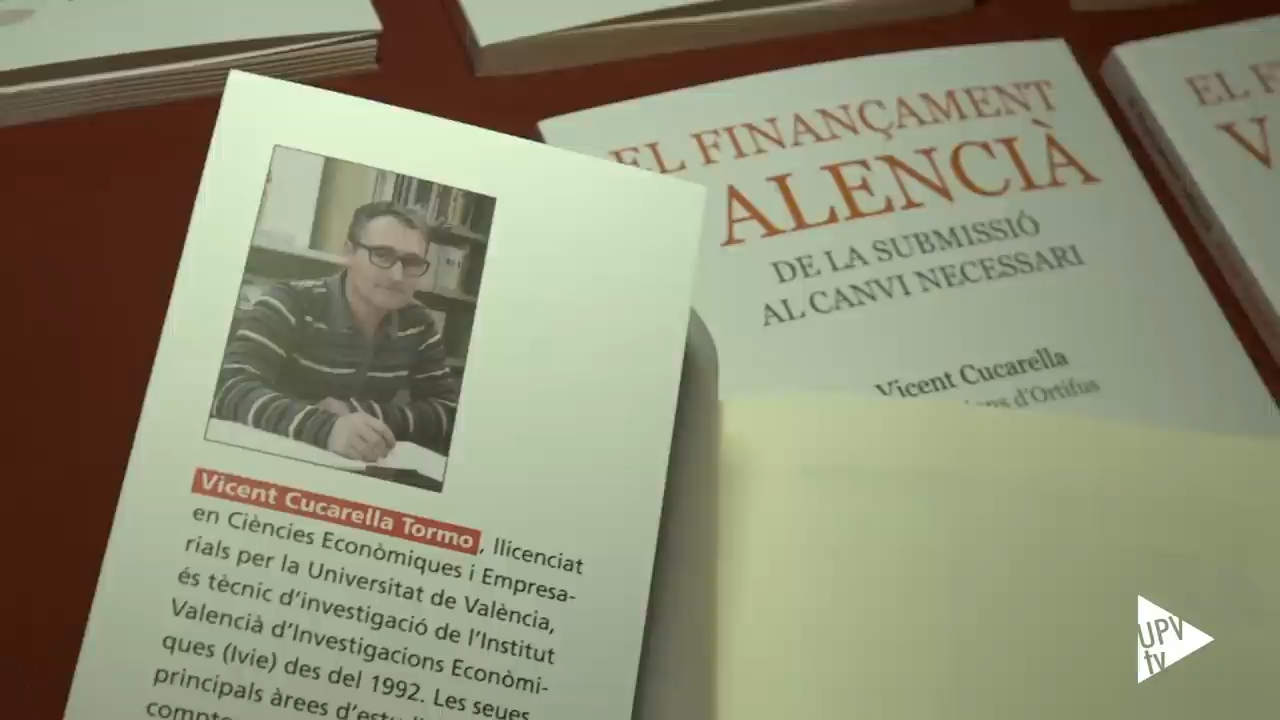 Vicent Cucarella Tormo, llicenciat
en Ciències Econòmiques i Empresa-
rials per la Universitat de València,
és tècnic d'investigació de l'Institut
Valencià d'Investigacions Econòmi-
ques (Ivie) des del 1992. Les seues
principals àrees
EL FINANÇAMENT
ALENCIÀ
DE LA SUBMISSIÓ
AL CANVI NECESSARI
Vicent Cucarella
d'Ortifus
EL F
V
UPV
tv